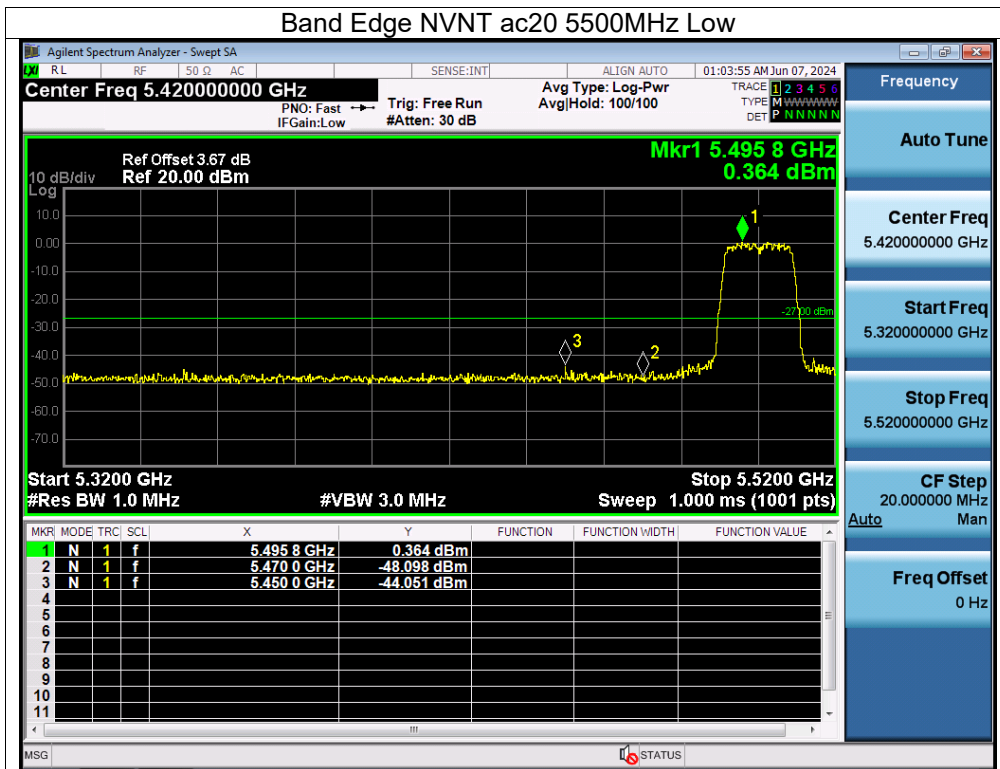 Band Edge NVNT ac20 5500MHz Low
Agilent Spectrum Analyzer - Swept SA
LXI RL RF 50 Ω AC SENSE:INT ALIGN AUTO 01:03:55 AM Jun 07, 2024
Center Freq 5.420000000 GHz
PNO: Fast
IFGain:Low
Trig: Free Run
#Atten: 30 dB
Avg Type: Log-Pwr
Avg|Hold: 100/100
TRACE 1 2 3 4 5 6
TYPE M WWWWW
DET P N N N N N
Mkr1 5.495 8 GHz
0.364 dBm
Ref Offset 3.67 dB
10 dB/div Ref 20.00 dBm
Log
10.0
0.00
-10.0
-20.0
-30.0
-40.0
-50.0
-60.0
-70.0
1
-27.00 dBm
3
2
Start 5.3200 GHz Stop 5.5200 GHz
#Res BW 1.0 MHz #VBW 3.0 MHz Sweep 1.000 ms (1001 pts)
MKR MODE TRC SCL X Y FUNCTION FUNCTION WIDTH FUNCTION VALUE
1 N 1 f 5.495 8 GHz 0.364 dBm
2 N 1 f 5.470 0 GHz -48.098 dBm
3 N 1 f 5.450 0 GHz -44.051 dBm
4
5
6
7
8
9
10
11
MSG STATUS
Frequency
Auto Tune
Center Freq
5.420000000 GHz
Start Freq
5.320000000 GHz
Stop Freq
5.520000000 GHz
CF Step
20.000000 MHz
Auto Man
Freq Offset
0 Hz